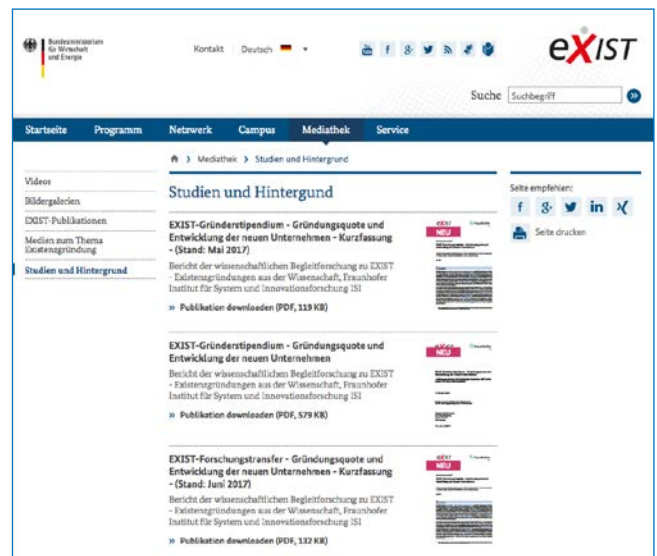 Bundesministerium
für Wirtschaft
und Energie
Kontakt
Deutsch
EXIST
Suche
Suchbegriff
Startseite Programm Netzwerk Campus Mediathek Service
Mediathek > Studien und Hintergrund
Videos
Bildergalerien
EXIST-Publikationen
Medien zum Thema
Existenzgründung
Studien und Hintergrund
Studien und Hintergund
EXIST-Gründerstipendium - Gründungsquote und
Entwicklung der neuen Unternehmen - Kurzfassung
- (Stand: Mai 2017)
Bericht der wissenschaftlichen Begleitforschung zu EXIST
- Existenzgründungen aus der Wissenschaft, Fraunhofer
Institut für System und Innovationsforschung ISI
» Publikation downloaden (PDF, 119 KB)
NEU
EXIST-Gründerstipendium - Gründungsquote und
Entwicklung der neuen Unternehmen
Bericht der wissenschaftlichen Begleitforschung zu EXIST
- Existenzgründungen aus der Wissenschaft, Fraunhofer
Institut für System und Innovationsforschung ISI
» Publikation downloaden (PDF, 579 KB)
NEU
EXIST-Forschungstransfer - Gründungsquote und
Entwicklung der neuen Unternehmen - Kurzfassung
- (Stand: Juni 2017)
Bericht der wissenschaftlichen Begleitforschung zu EXIST
- Existenzgründungen aus der Wissenschaft, Fraunhofer
Institut für System und Innovationsforschung ISI
» Publikation downloaden (PDF, 132 KB)
NEU
Seite empfehlen:
Seite drucken